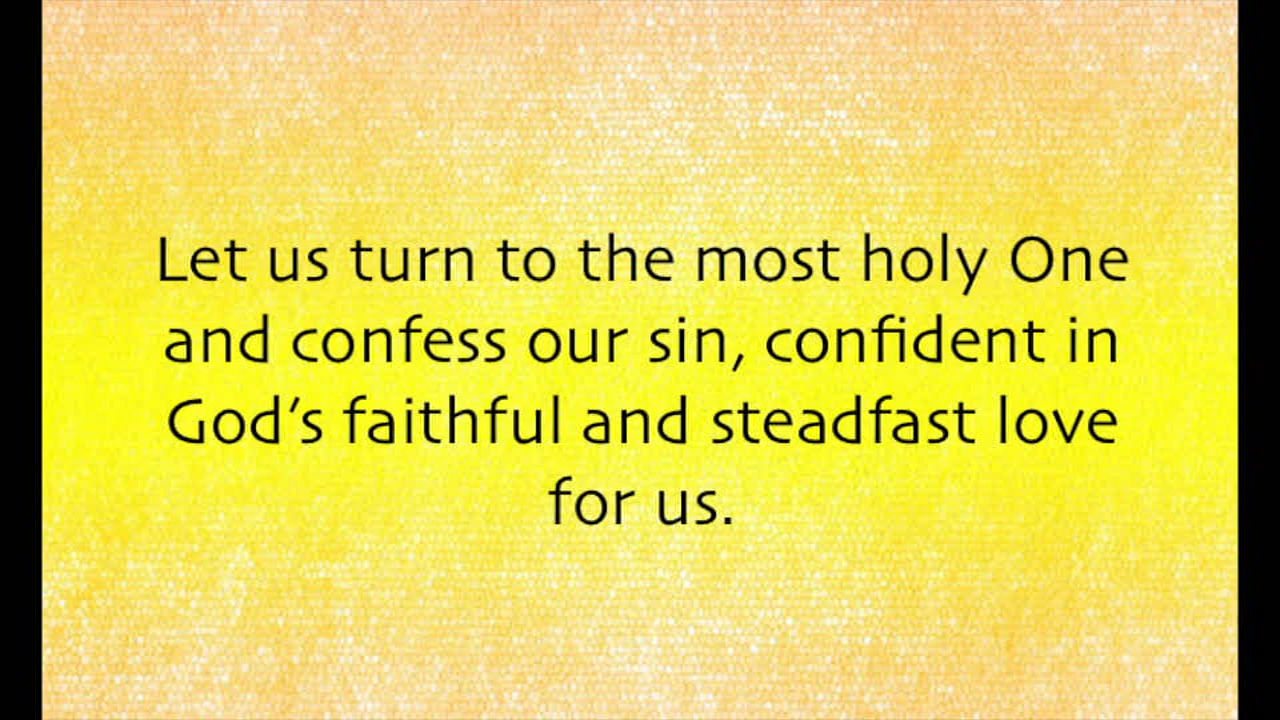 Let us turn to the most holy One
and confess our sin, confident in
God’s faithful and steadfast love
for us.